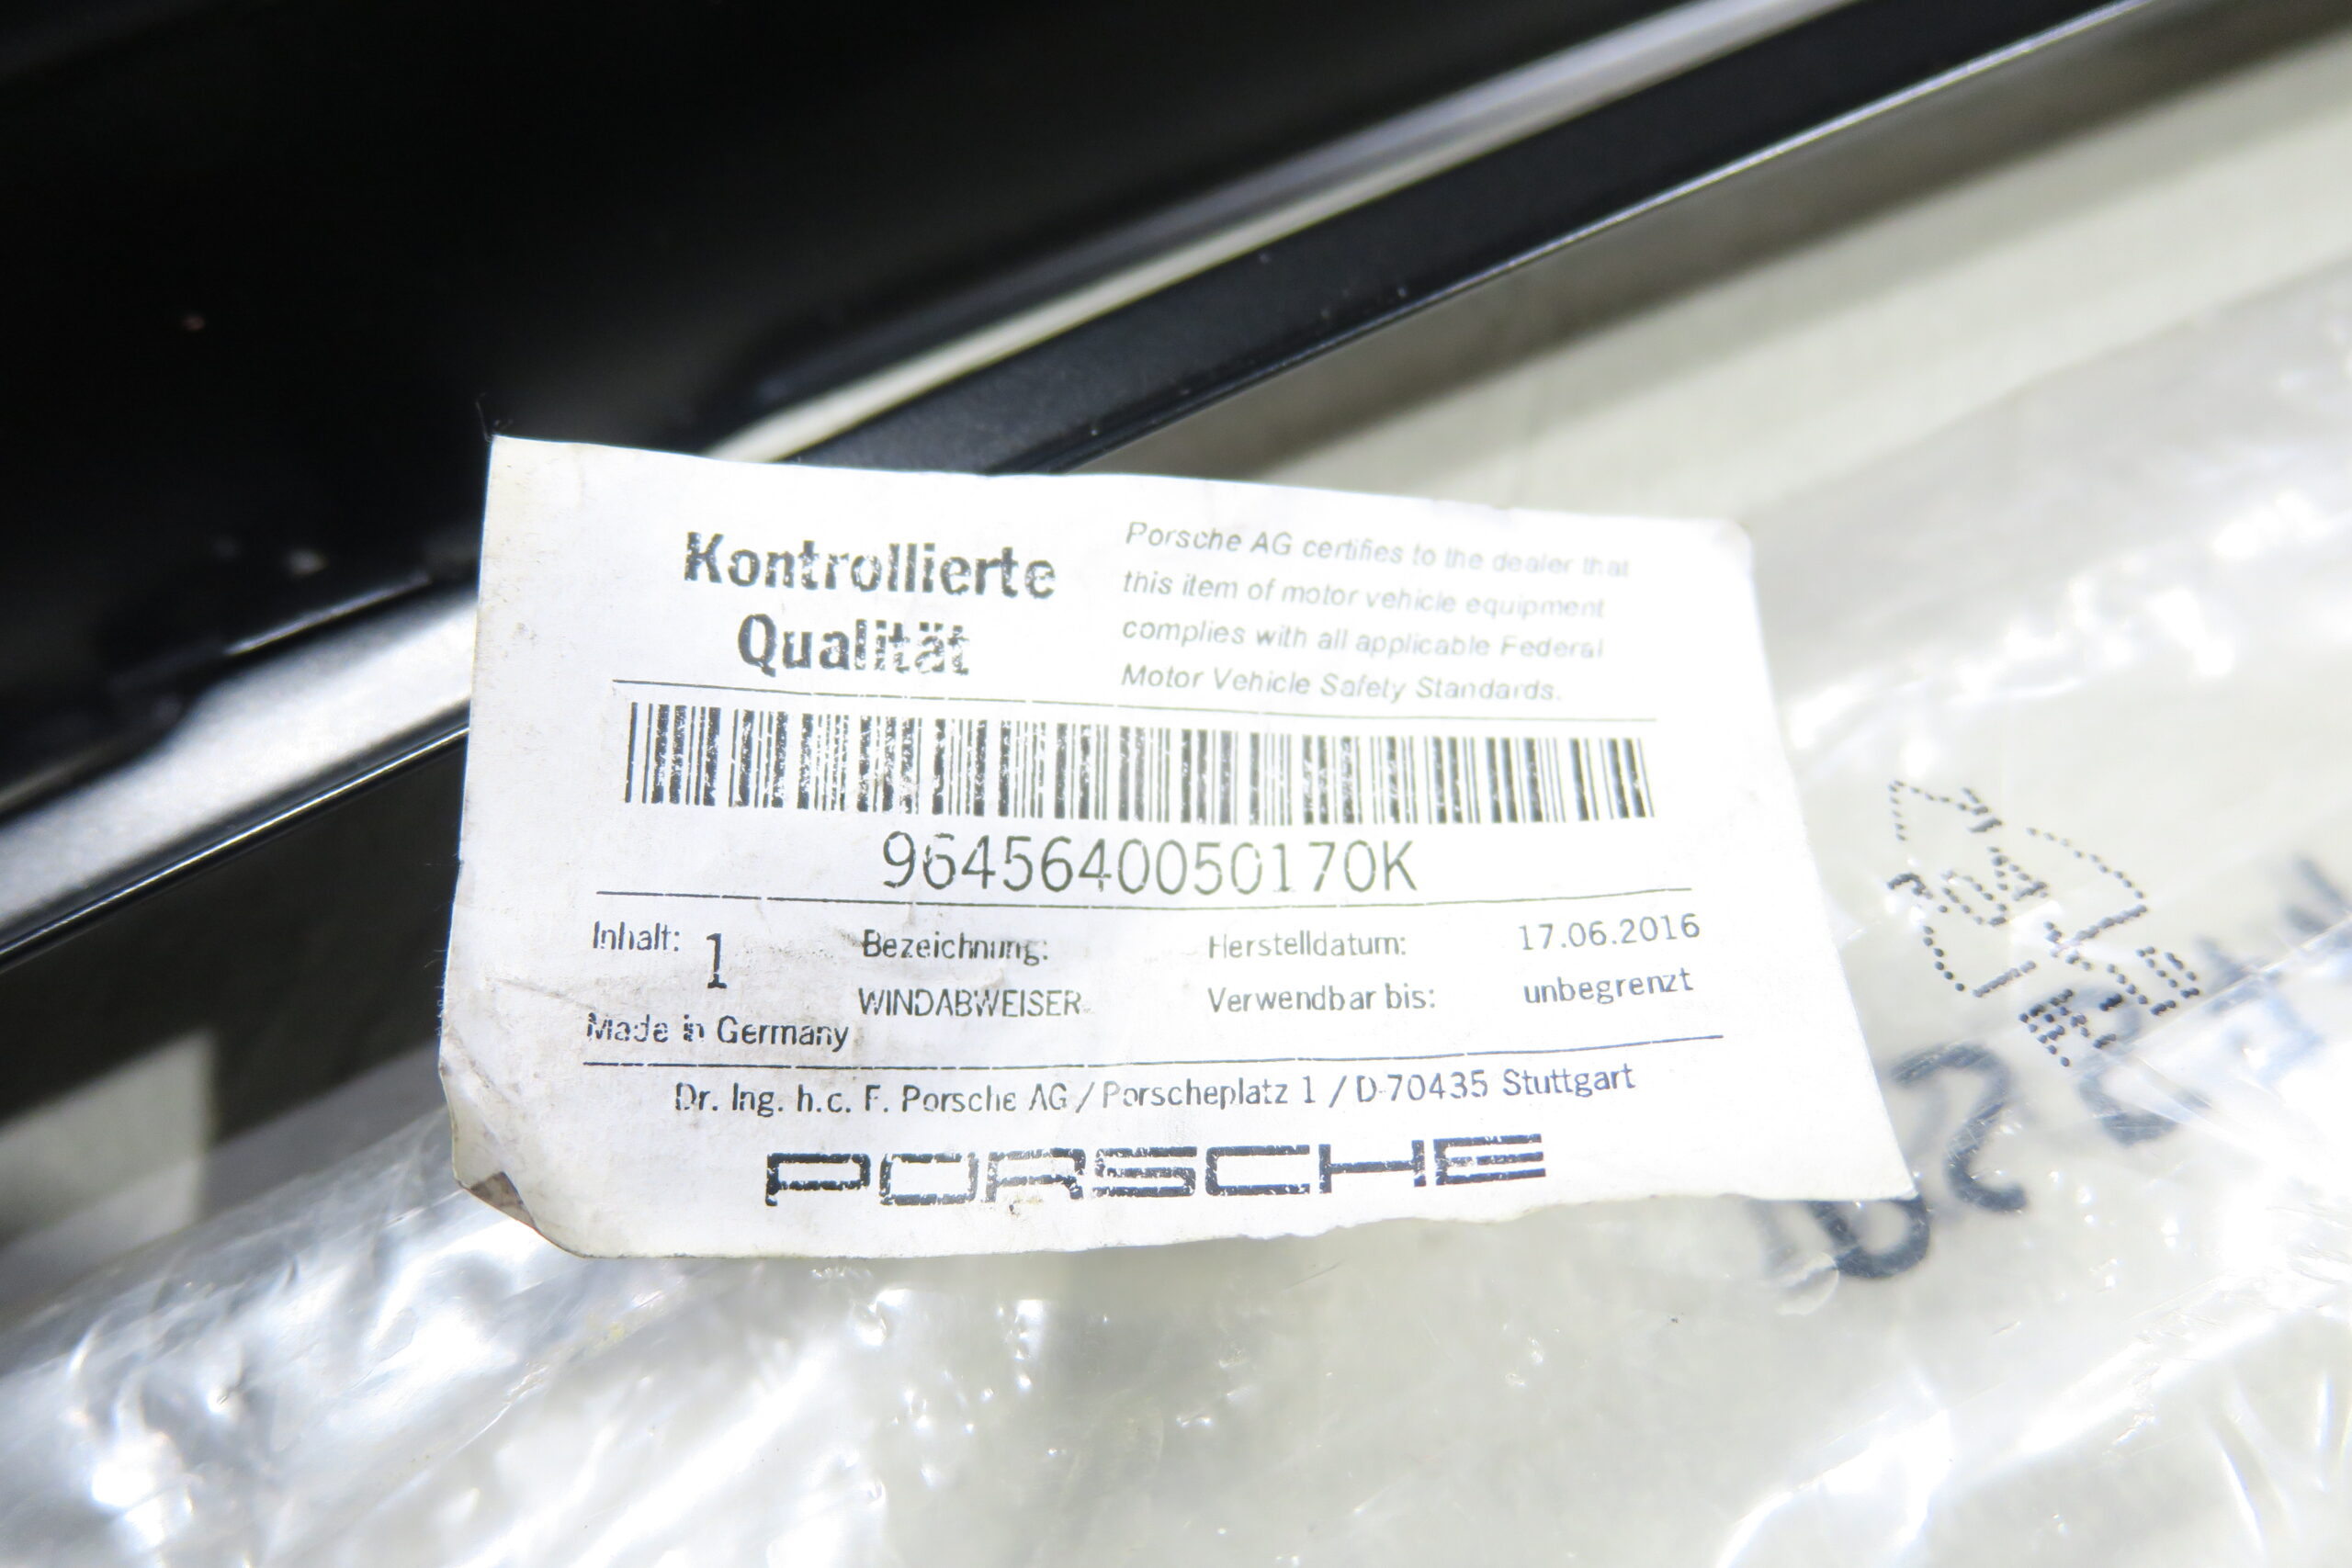 Kontrollierte
Qualität
Porsche AG certifies to the dealer that
this item of motor vehicle equipment
complies with all applicable Federal
Motor Vehicle Safety Standards.
9645640050170K
Inhalt: 1
Made in Germany
Bezeichnung:
WINDABWEISER
Herstelldatum: 17.06.2016
Verwendbar bis: unbegrenzt
Dr. Ing. h.c. F. Porsche AG / Porscheplatz 1 / D-70435 Stuttgart
PORSCHE